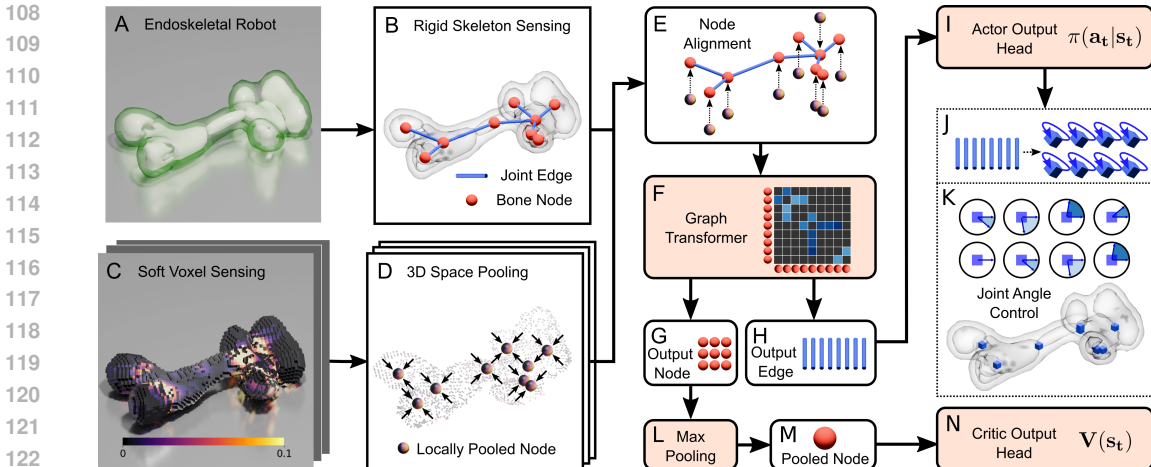 108
109
110
111
112
113
114
115
116
117
118
119
120
121
122
A Endoskeletal Robot
B Rigid Skeleton Sensing
Joint Edge
Bone Node
C Soft Voxel Sensing
0 0.1
D 3D Space Pooling
Locally Pooled Node
E Node
Alignment
F Graph
Transformer
G Output
Node
H Output
Edge
I Actor Output
Head
π(aₜ|sₜ)
J
K
Joint Angle
Control
L Max
Pooling
M
Pooled Node
N Critic Output
Head
V(sₜ)